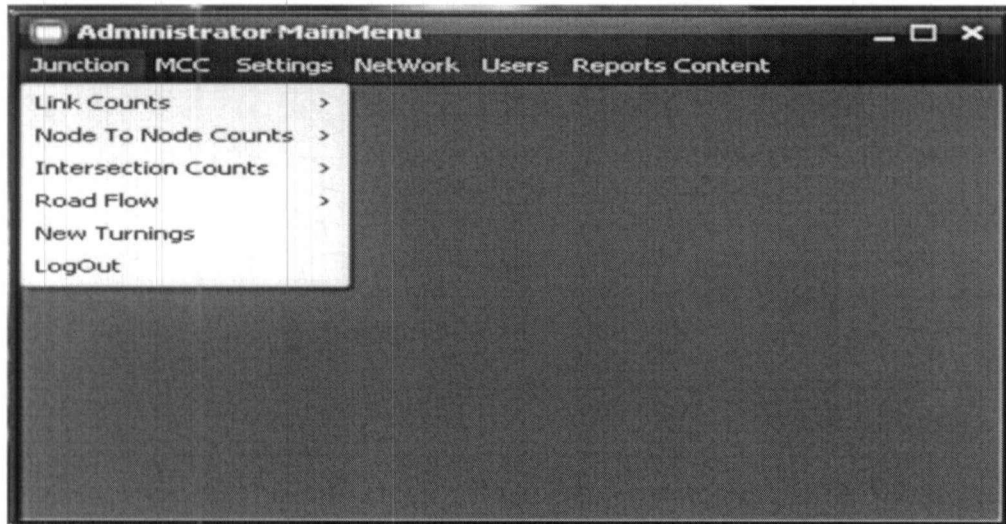 Administrator MainMenu
Junction MCC Settings NetWork Users Reports Content
Link Counts >
Node To Node Counts >
Intersection Counts >
Road Flow >
New Turnings
LogOut